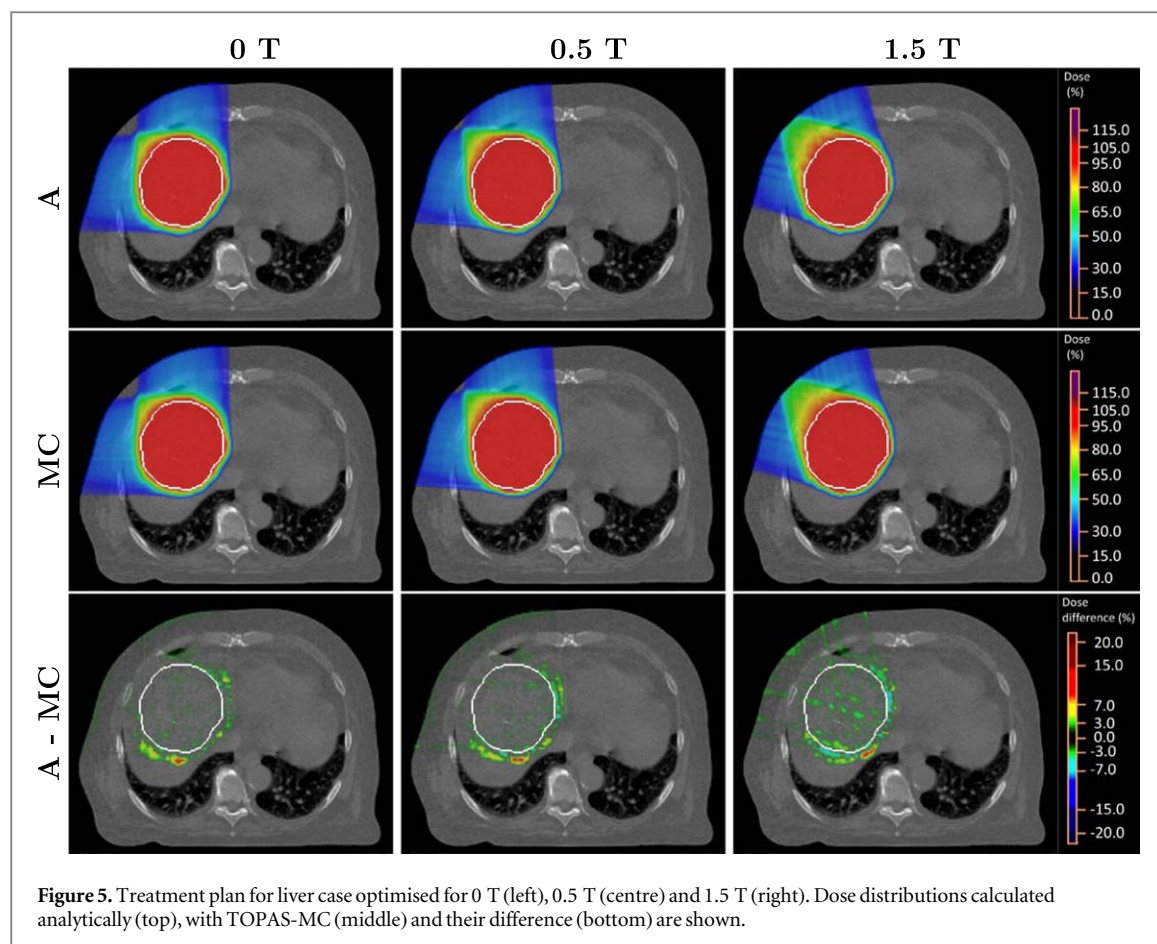 0 T 0.5 T 1.5 T
A
Dose
(%)
115.0
105.0
95.0
80.0
65.0
50.0
30.0
15.0
0.0
MC
Dose
(%)
115.0
105.0
95.0
80.0
65.0
50.0
30.0
15.0
0.0
A - MC
Dose
difference (%)
20.0
15.0
7.0
3.0
0.0
-3.0
-7.0
-15.0
-20.0
Figure 5. Treatment plan for liver case optimised for 0 T (left), 0.5 T (centre) and 1.5 T (right). Dose distributions calculated
analytically (top), with TOPAS-MC (middle) and their difference (bottom) are shown.